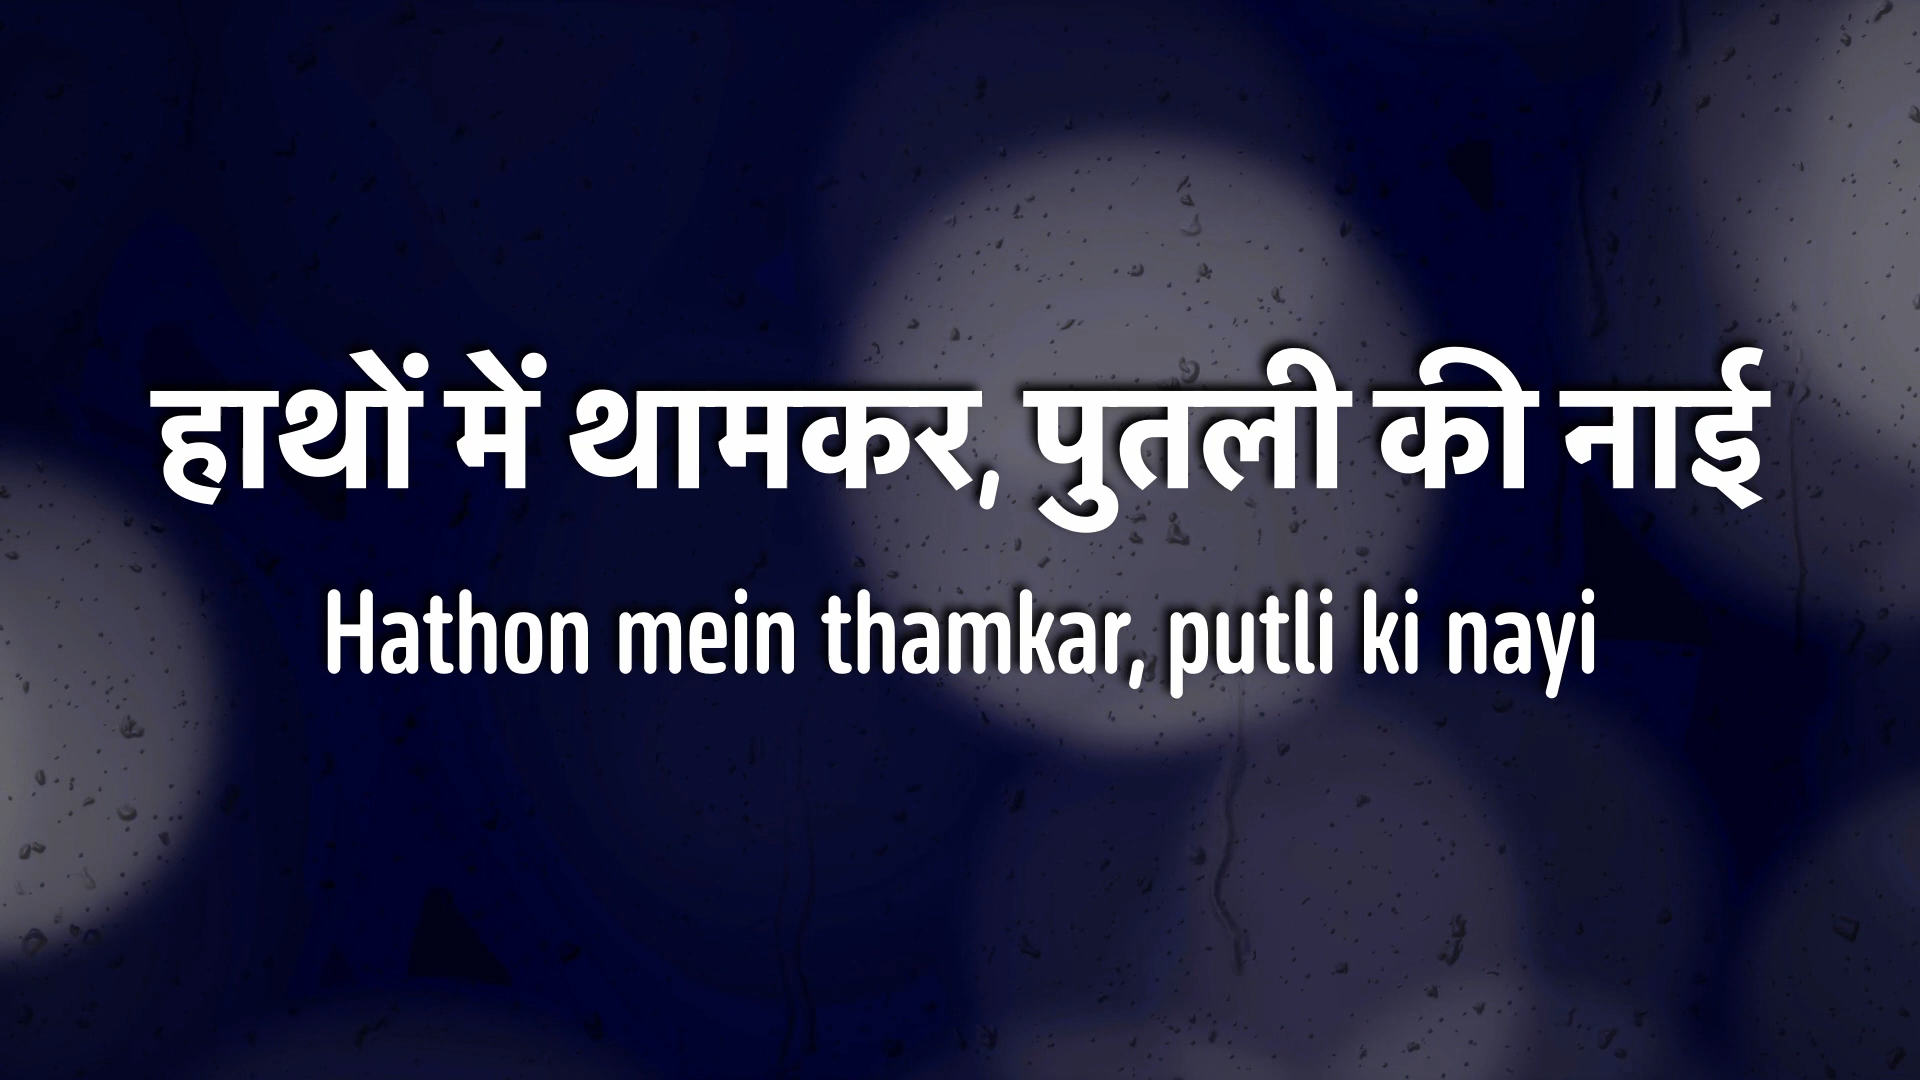 हाथों में थामकर, पुतली की नाई
Hathon mein thamkar, putli ki nayi